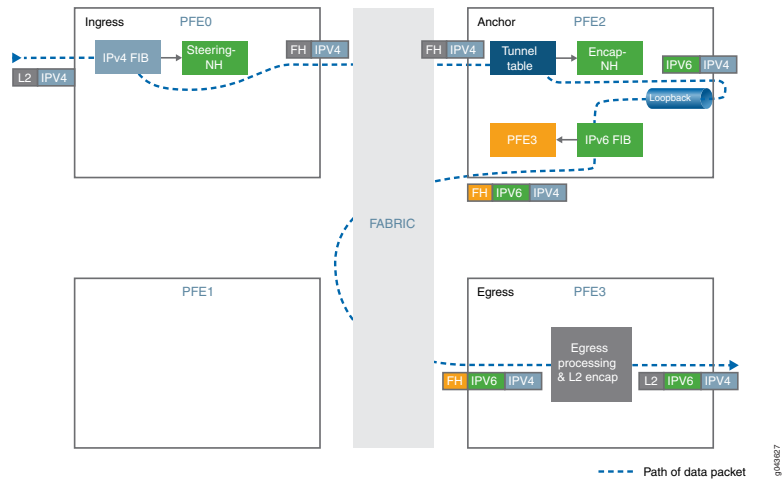 Ingress PFE0
IPv4 FIB
Steering-
NH
FH IPV4
L2 IPV4
FH IPV4
Anchor PFE2
Tunnel
table
Encap-
NH
IPV6 IPV4
Loopback
PFE3
IPv6 FIB
FH IPV6 IPV4
FABRIC
PFE1
Egress PFE3
Egress
processing
& L2 encap
FH IPV6 IPV4
L2 IPV6 IPV4
Path of data packet
g043627